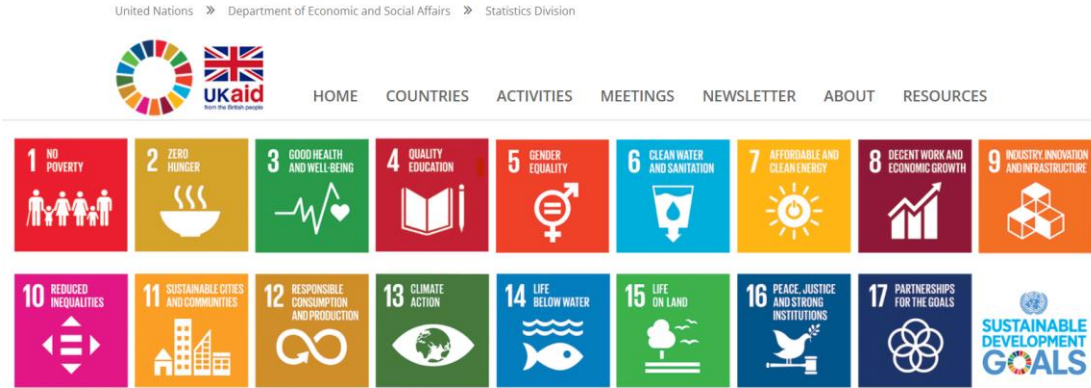 United Nations » Department of Economic and Social Affairs » Statistics Division
UKaid
from the British people
HOME COUNTRIES ACTIVITIES MEETINGS NEWSLETTER ABOUT RESOURCES
1 NO
POVERTY
2 ZERO
HUNGER
3 GOOD HEALTH
AND WELL-BEING
4 QUALITY
EDUCATION
5 GENDER
EQUALITY
6 CLEAN WATER
AND SANITATION
7 AFFORDABLE AND
CLEAN ENERGY
8 DECENT WORK AND
ECONOMIC GROWTH
9 INDUSTRY, INNOVATION
AND INFRASTRUCTURE
10 REDUCED
INEQUALITIES
11 SUSTAINABLE CITIES
AND COMMUNITIES
12 RESPONSIBLE
CONSUMPTION
AND PRODUCTION
13 CLIMATE
ACTION
14 LIFE
BELOW WATER
15 LIFE
ON LAND
16 PEACE, JUSTICE
AND STRONG
INSTITUTIONS
17 PARTNERSHIPS
FOR THE GOALS
SUSTAINABLE
DEVELOPMENT
GOALS